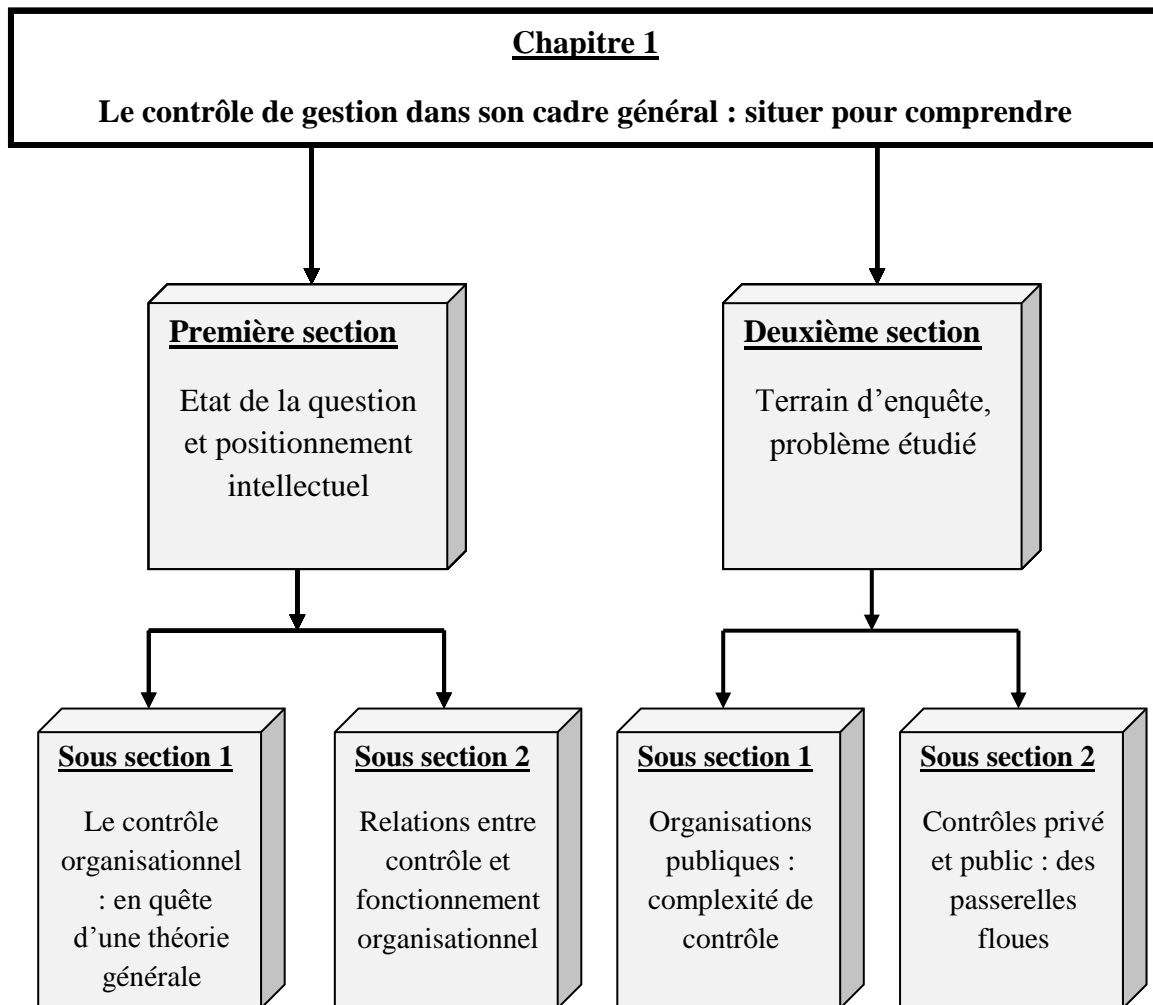 Chapitre 1
Le contrôle de gestion dans son cadre général : situer pour comprendre
Première section
Etat de la question
et positionnement
intellectuel
Deuxième section
Terrain d’enquête,
problème étudié
Sous section 1
Le contrôle
organisationnel
: en quête
d’une théorie
générale
Sous section 2
Relations entre
contrôle et
fonctionnement
organisationnel
Sous section 1
Organisations
publiques :
complexité de
contrôle
Sous section 2
Contrôles privé
et public : des
passerelles
floues